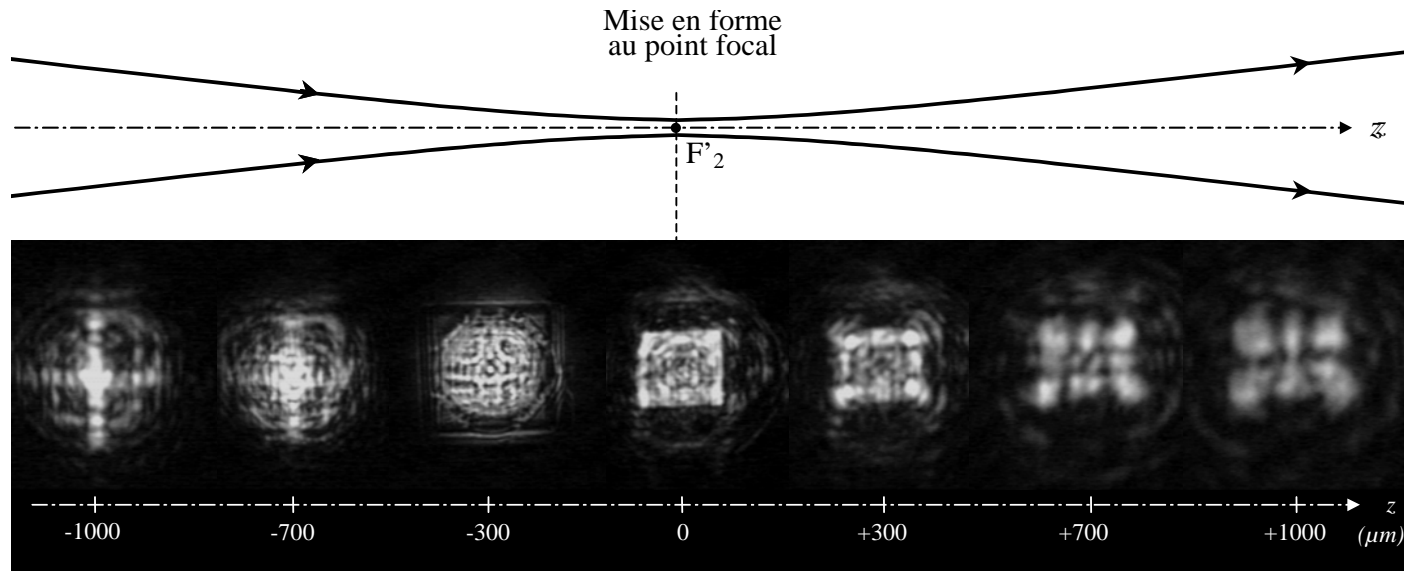 Mise en forme
au point focal
z
F’2
-1000
-700
-300
0
+300
+700
+1000
z
(µm)